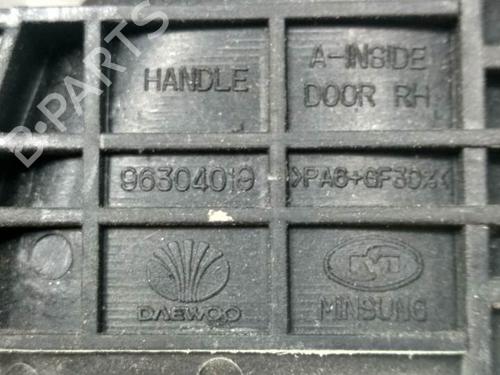 HANDLE
A-INSIDE
DOOR RH
96304019
>PA6+GF30%<
DAEWOO
MINSUNG
B-PARTS